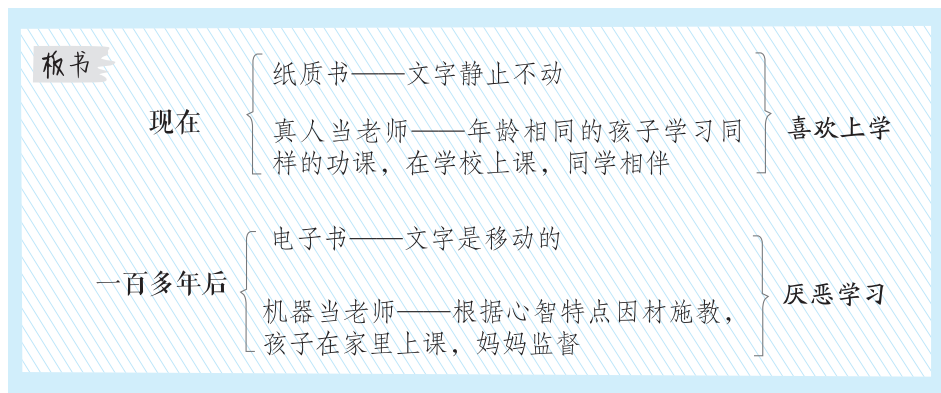 板书
纸质书——文字静止不动
现在
真人当老师——年龄相同的孩子学习同
样的功课，在学校上课，同学相伴
喜欢上学
电子书——文字是移动的
一百多年后
机器当老师——根据心智特点因材施教，
孩子在家里上课，妈妈监督
厌恶学习